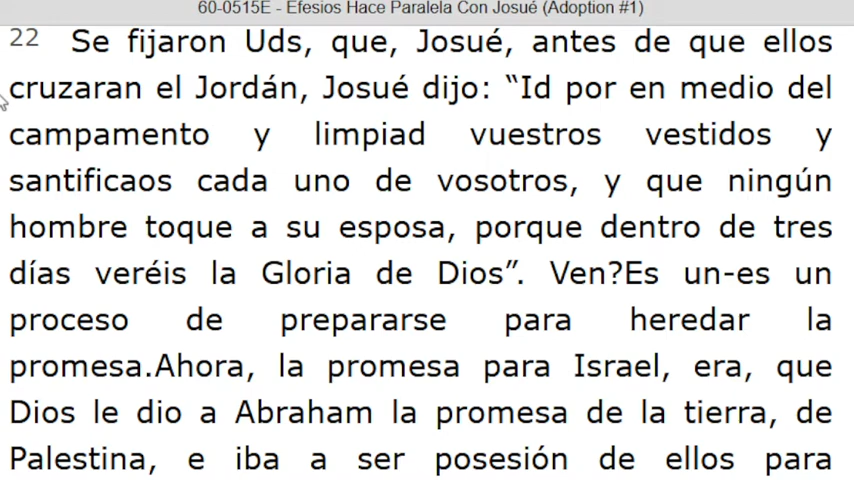 60-0515E - Efesios Hace Paralela Con Josué (Adoption #1)
22 Se fijaron Uds, que, Josué, antes de que ellos
cruzaran el Jordán, Josué dijo: “Id por en medio del
campamento y limpiad vuestros vestidos y
santificaos cada uno de vosotros, y que ningún
hombre toque a su esposa, porque dentro de tres
días veréis la Gloria de Dios”. Ven?Es un-es un
proceso de prepararse para heredar la
promesa.Ahora, la promesa para Israel, era, que
Dios le dio a Abraham la promesa de la tierra, de
Palestina, e iba a ser posesión de ellos para